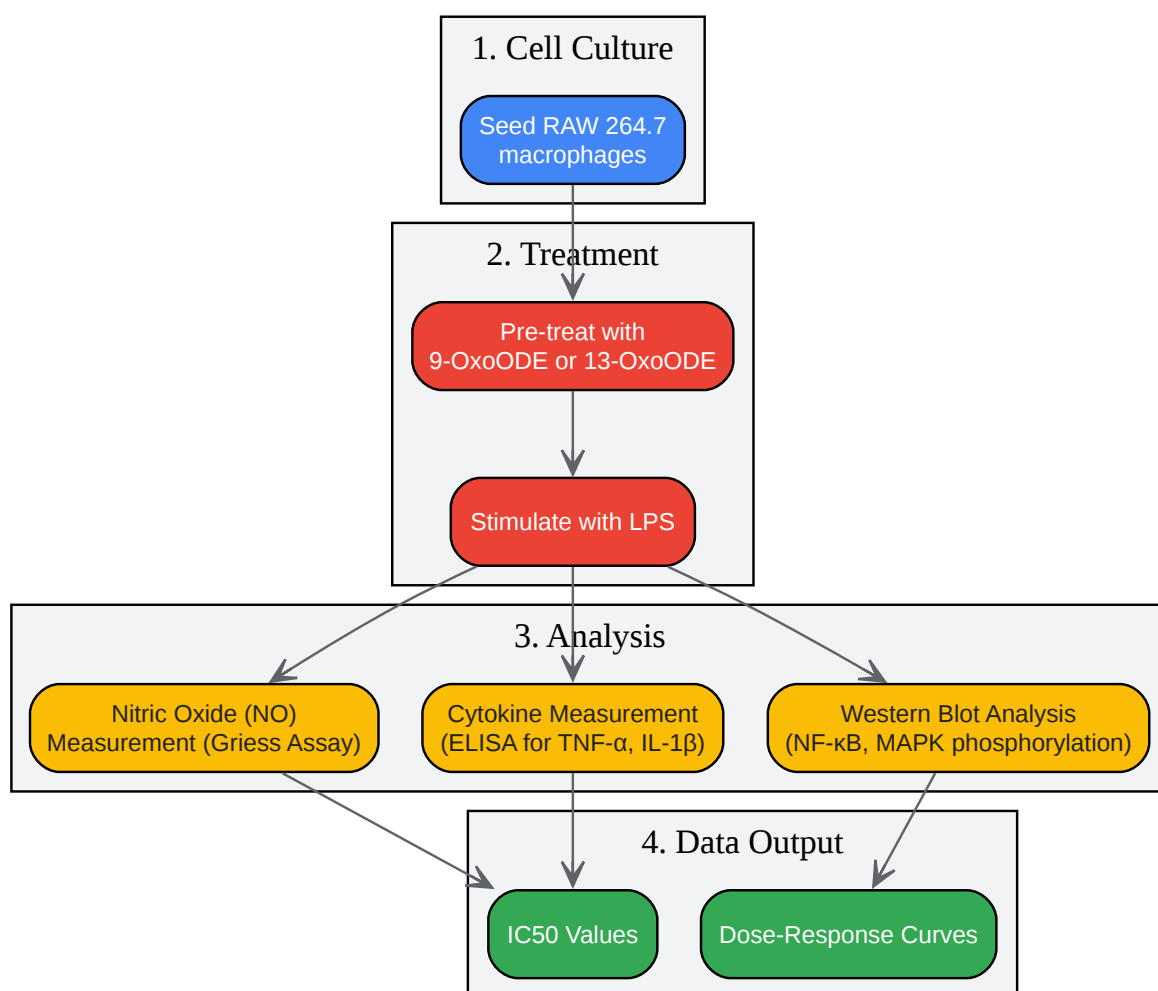 1. Cell Culture
Seed RAW 264.7
macrophages
2. Treatment
Pre-treat with
9-OxoODE or 13-OxoODE
Stimulate with LPS
3. Analysis
Nitric Oxide (NO)
Measurement (Griess Assay)
Cytokine Measurement
(ELISA for TNF-α, IL-1β)
Western Blot Analysis
(NF-κB, MAPK phosphorylation)
4. Data Output
IC50 Values
Dose-Response Curves